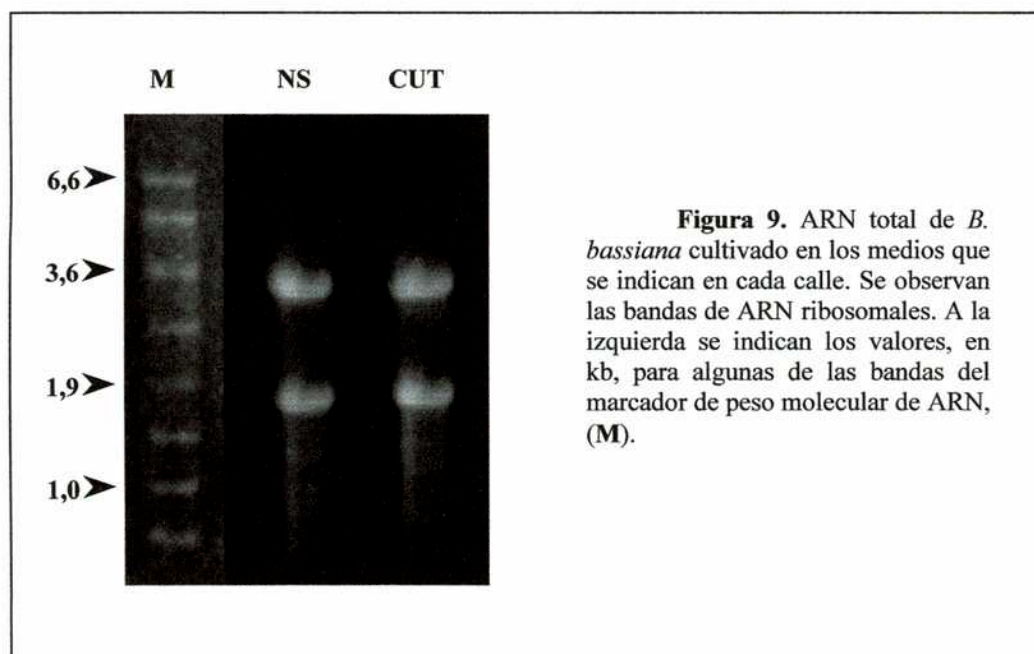 M NS CUT
6,6
3,6
1,9
1,0
Figura 9. ARN total de B.
bassiana cultivado en los medios que
se indican en cada calle. Se observan
las bandas de ARN ribosomales. A la
izquierda se indican los valores, en
kb, para algunas de las bandas del
marcador de peso molecular de ARN,
(M).